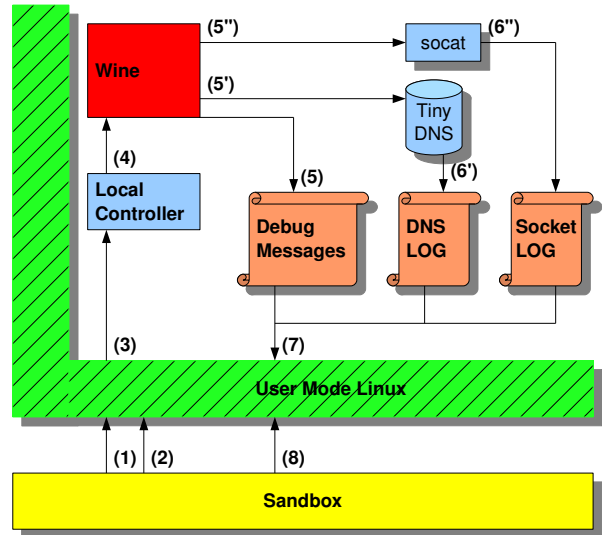 (5'')
(6'')
Wine
socat
(5')
Tiny
DNS
(4)
(5)
(6')
Local
Controller
Debug
Messages
DNS
LOG
Socket
LOG
(3)
(7)
User Mode Linux
(1)
(2)
(8)
Sandbox